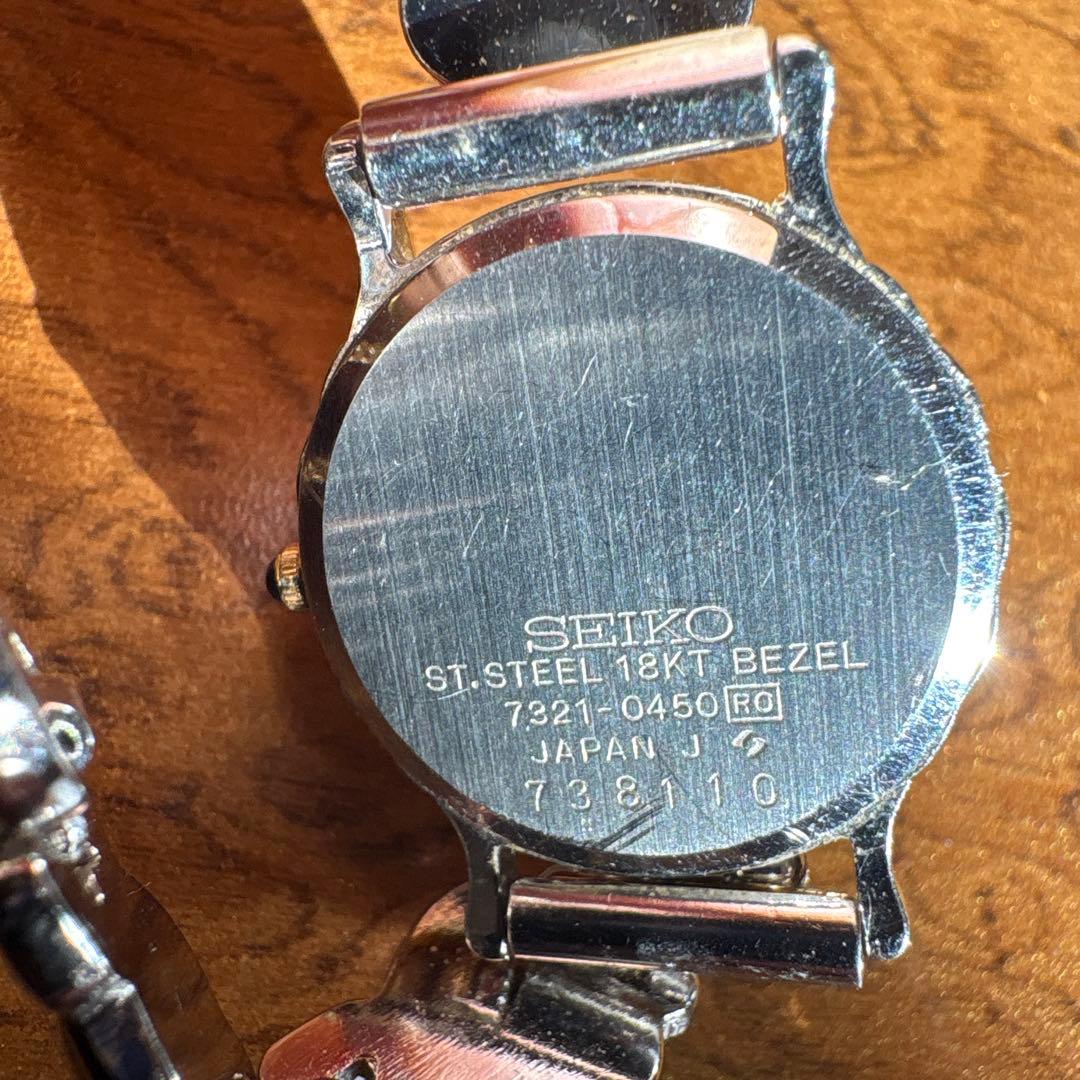 SEIKO
ST.STEEL 18KT BEZEL
7321-0450 RO
JAPAN J
738110